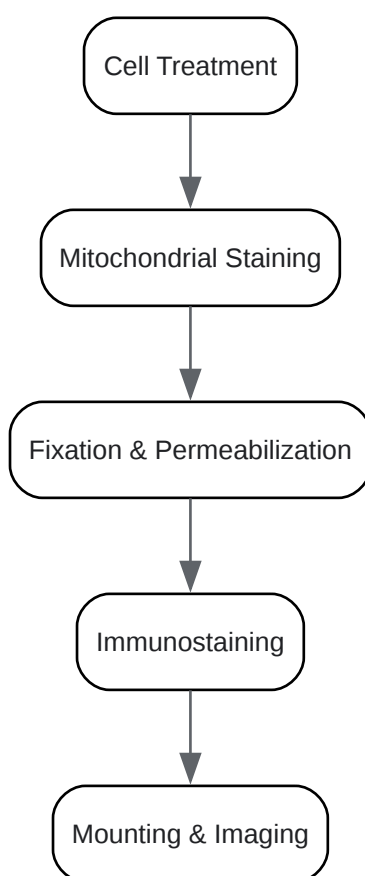 Cell Treatment
Mitochondrial Staining
Fixation & Permeabilization
Immunostaining
Mounting & Imaging